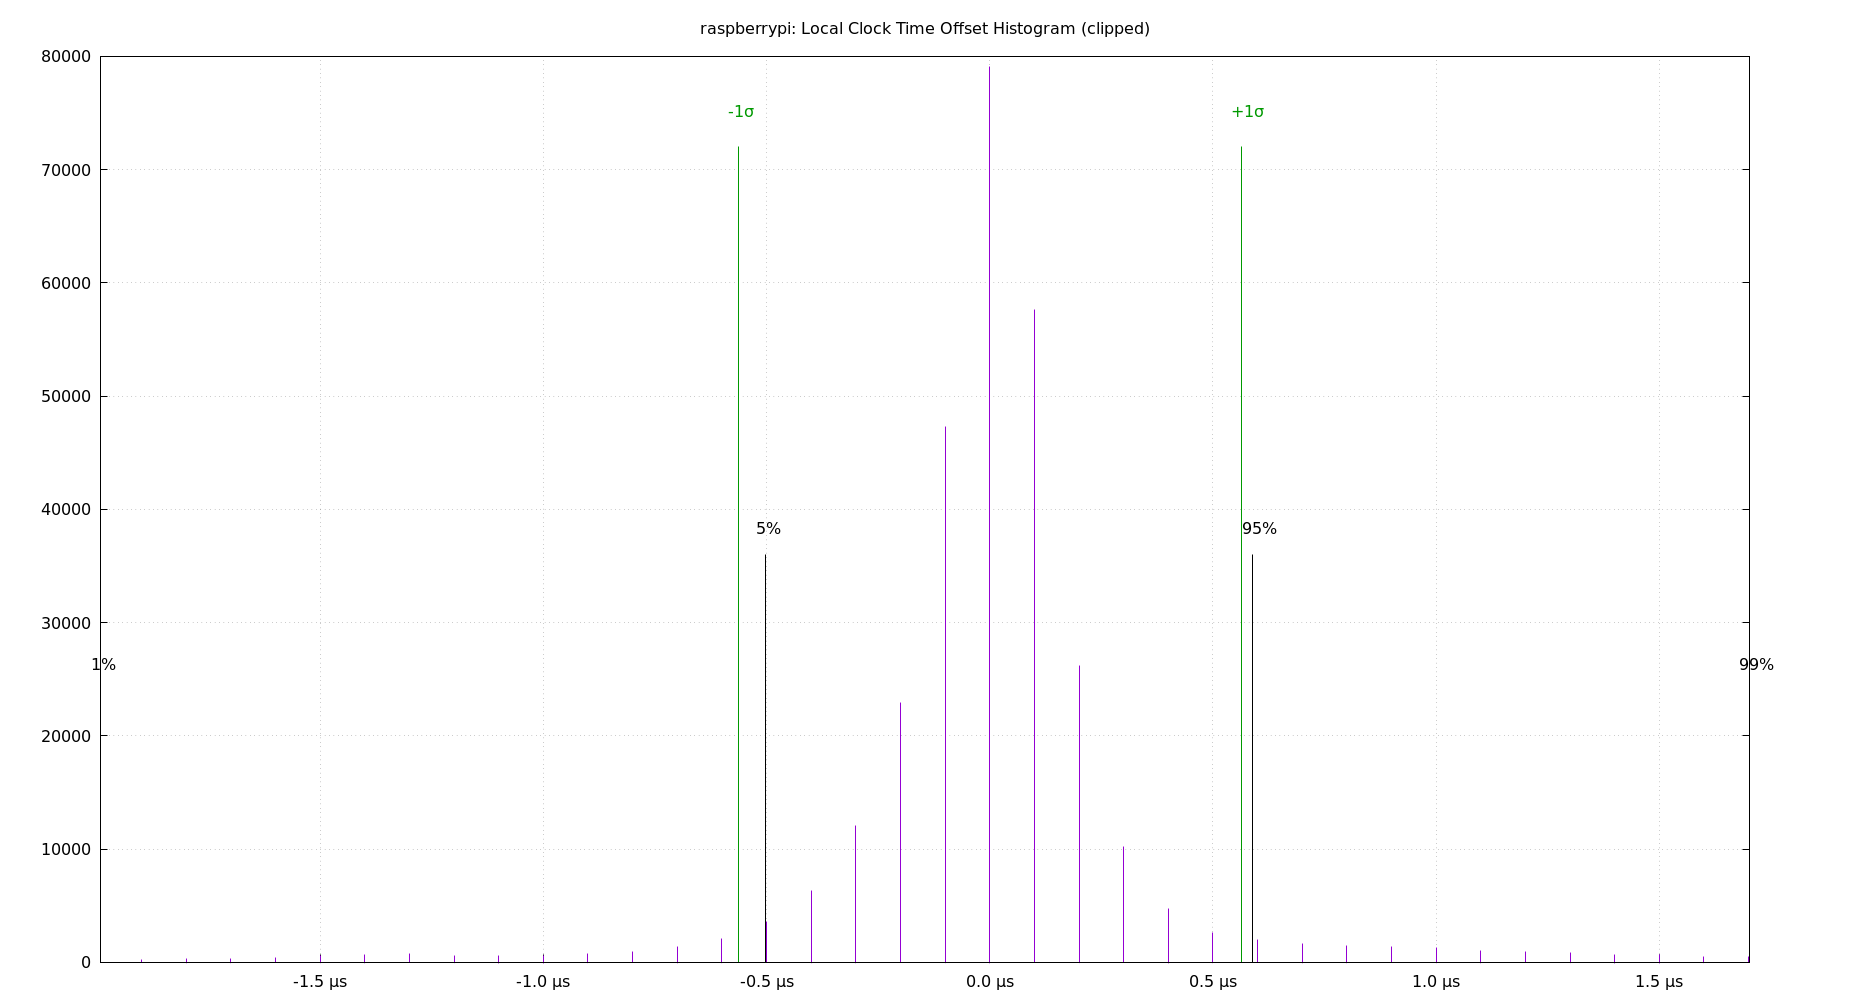 raspberrypi: Local Clock Time Offset Histogram (clipped)
80000
-1σ
+1σ
70000
60000
50000
40000
5%
95%
30000
1%
99%
20000
10000
0
-1.5 µs
-1.0 µs
-0.5 µs
0.0 µs
0.5 µs
1.0 µs
1.5 µs